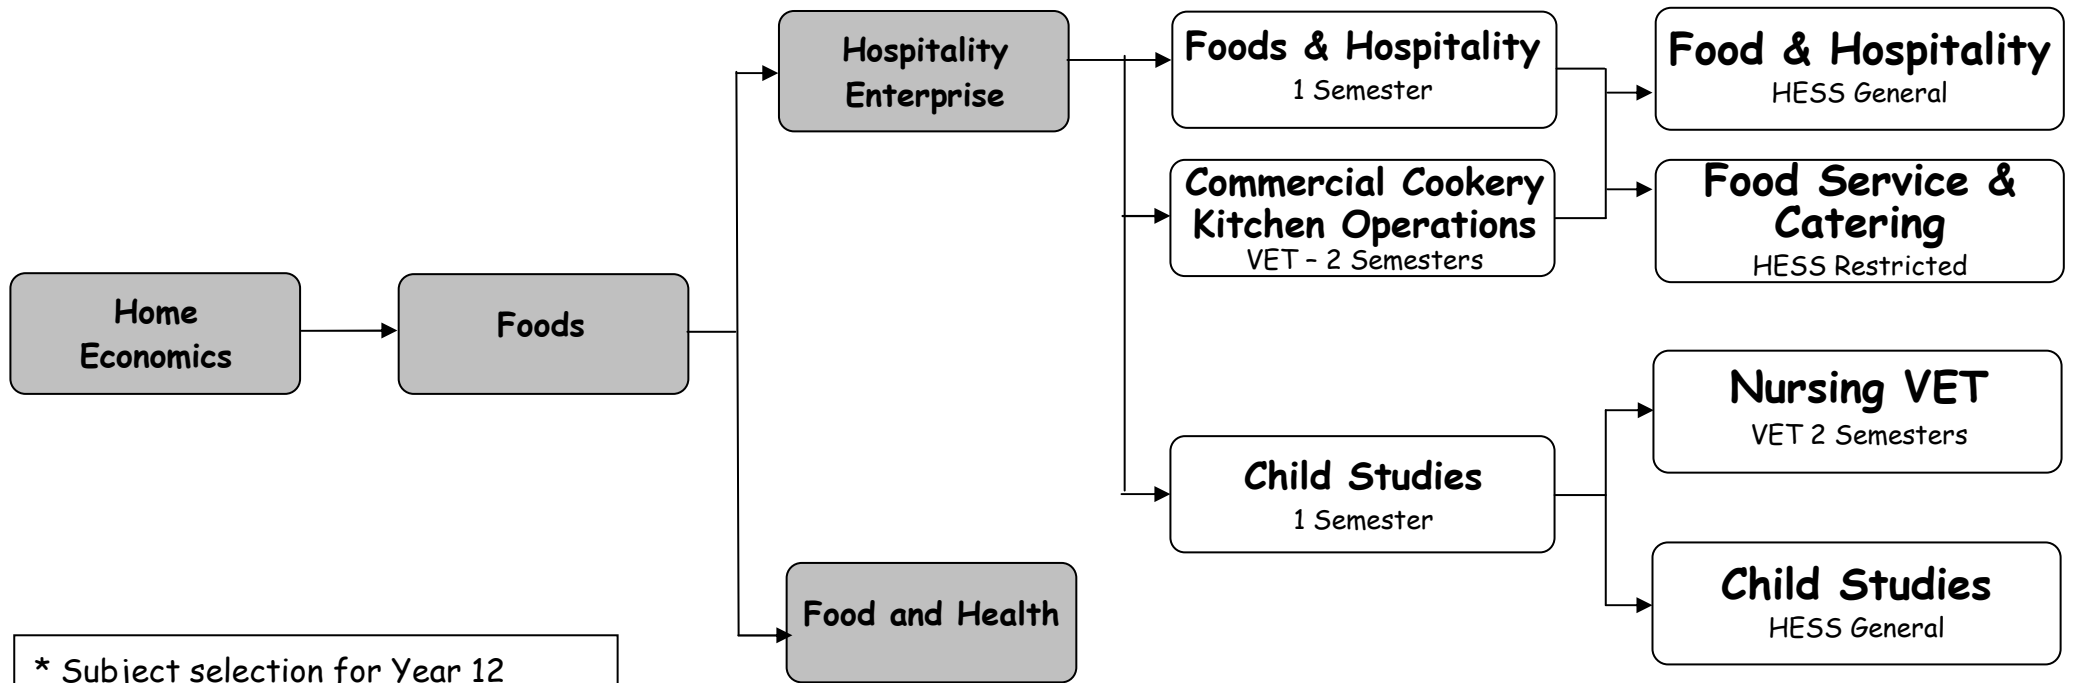 Home
Economics
Foods
Hospitality
Enterprise
Food and Health
Foods & Hospitality
1 Semester
Commercial Cookery
Kitchen Operations
VET – 2 Semesters
Child Studies
1 Semester
Food & Hospitality
HESS General
Food Service &
Catering
HESS Restricted
Nursing VET
VET 2 Semesters
Child Studies
HESS General
* Subject selection for Year 12